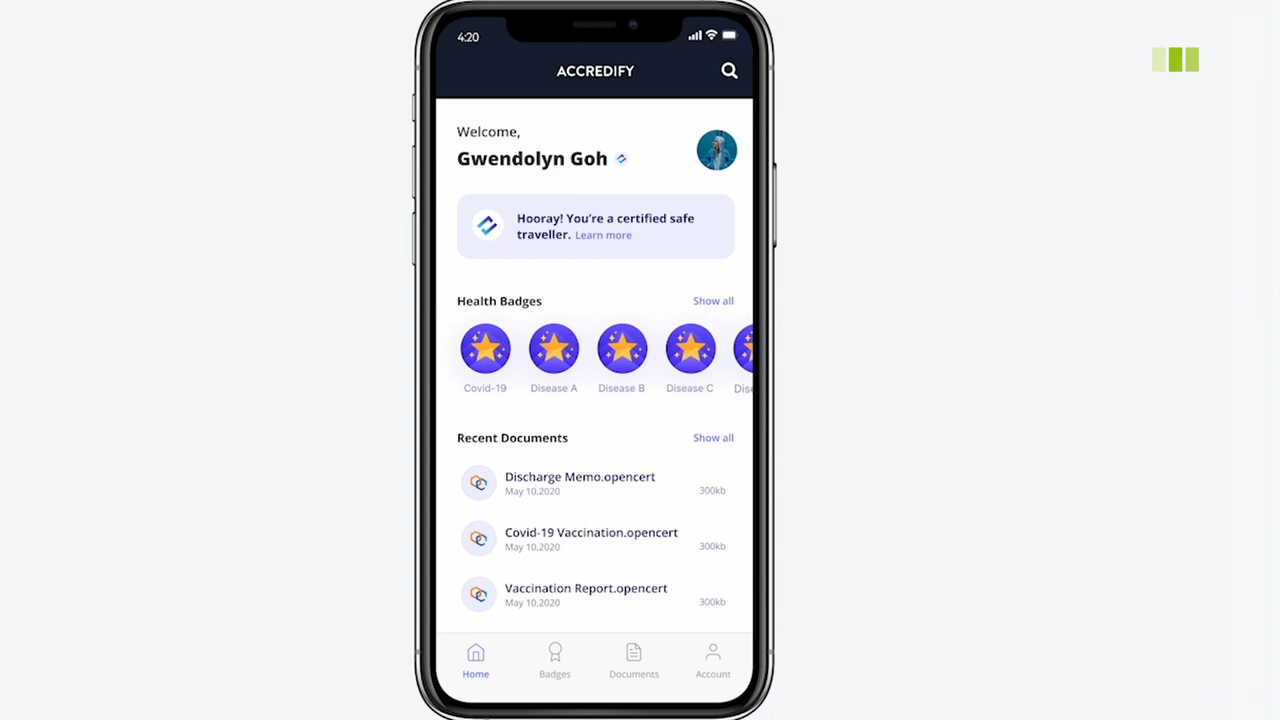 4:20
ACCREDIFY
Welcome,
Gwendolyn Goh
Hooray! You're a certified safe
traveller. Learn more
Health Badges
Show all
Covid-19
Disease A
Disease B
Disease C
Recent Documents
Show all
Discharge Memo.opencert
May 10.2020
300kb
Covid-19 Vaccination.opencert
May 10.2020
300kb
Vaccination Report.opencert
May 10.2020
300kb
Home
Badges
Documents
Account